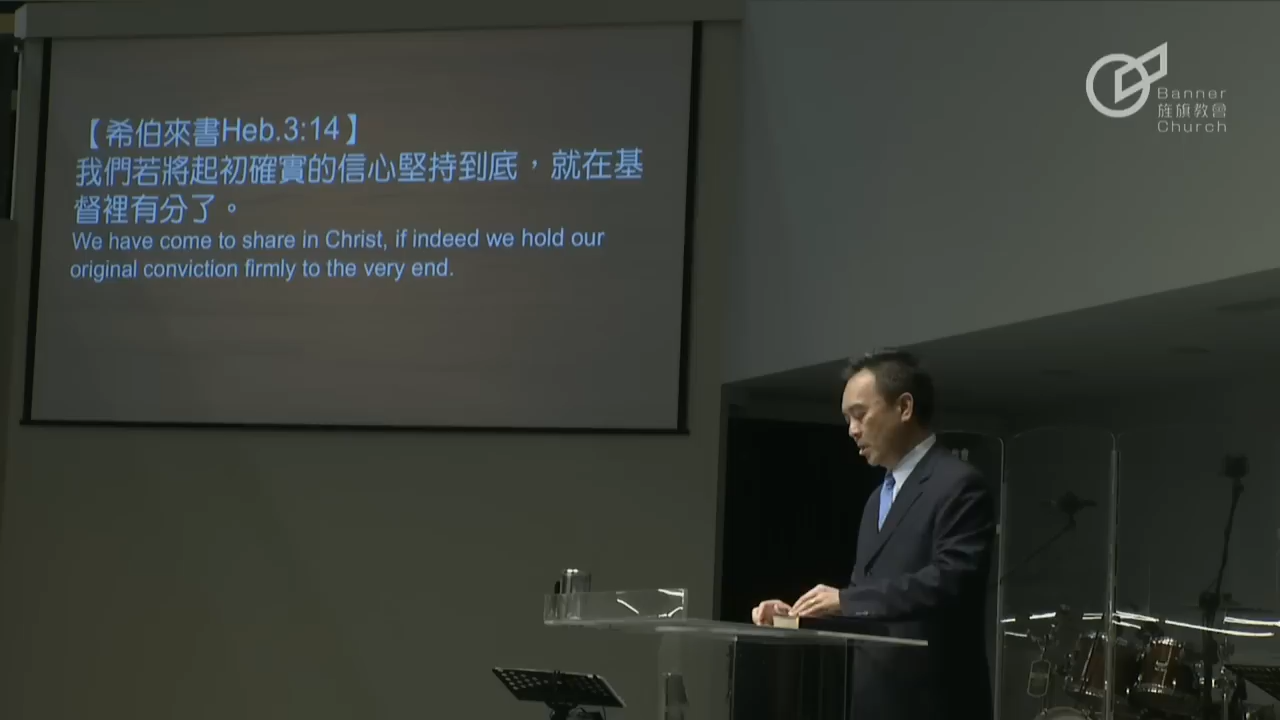 【希伯來書Heb.3:14】
我們若將起初確實的信心堅持到底，就在基
督裡有分了。
We have come to share in Christ, if indeed we hold our
original conviction firmly to the very end.
Banner
旌旗教會
Church